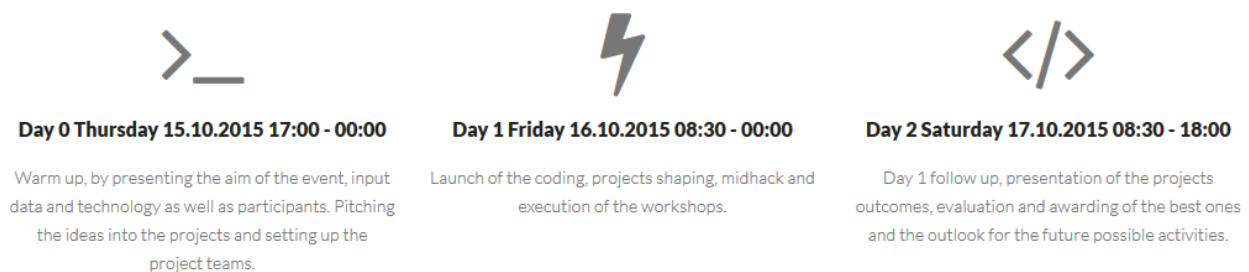 Day 0 Thursday 15.10.2015 17:00 - 00:00
Warm up, by presenting the aim of the event, input
data and technology as well as participants. Pitching
the ideas into the projects and setting up the
project teams.
Day 1 Friday 16.10.2015 08:30 - 00:00
Launch of the coding, projects shaping, midhack and
execution of the workshops.
Day 2 Saturday 17.10.2015 08:30 - 18:00
Day 1 follow up, presentation of the projects
outcomes, evaluation and awarding of the best ones
and the outlook for the future possible activities.